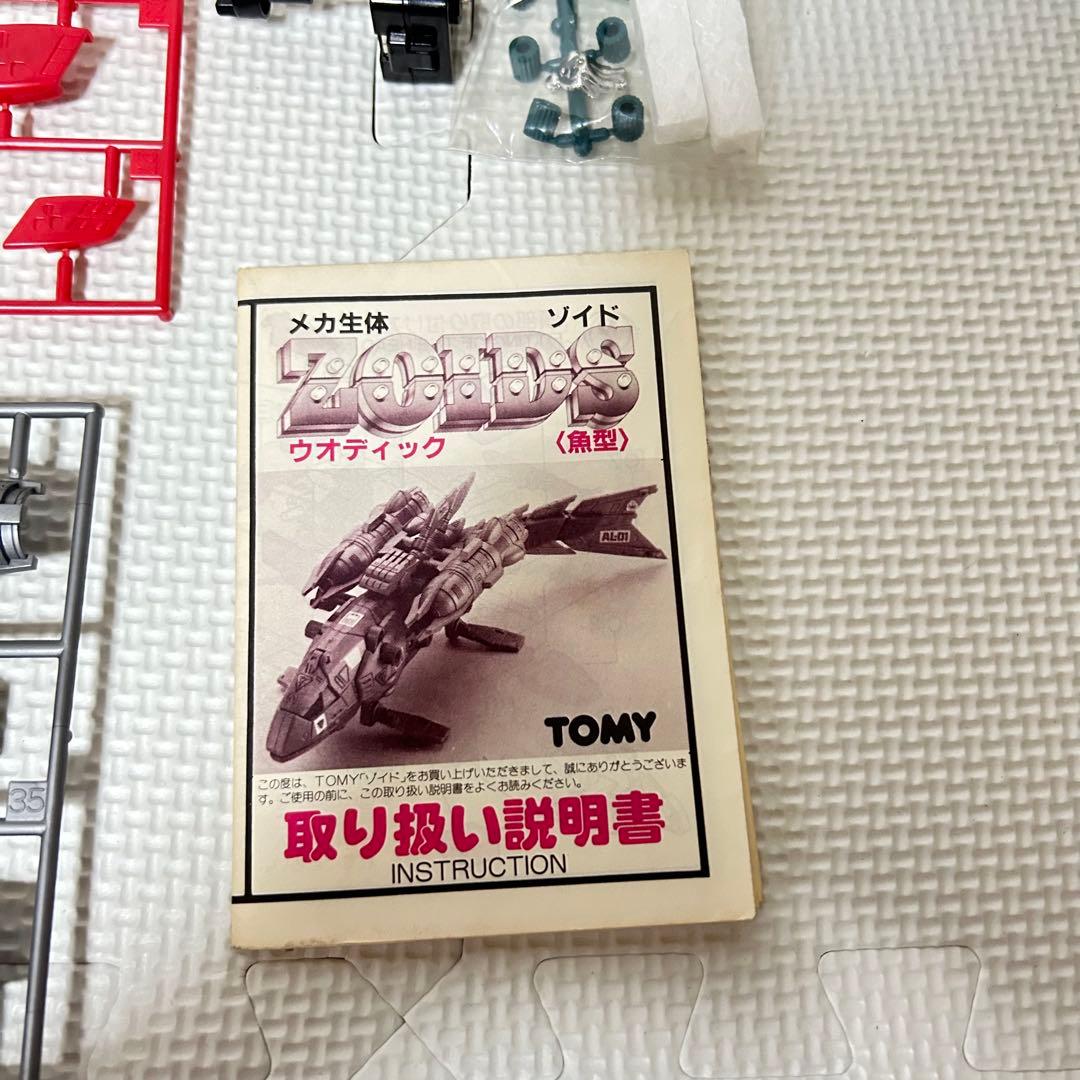 メカ生体 ゾイド
ZOIDS
ウオディック 〈魚型〉
AL-01
TOMY
この度は、TOMY「ゾイド」をお買い上げいただきまして、誠にありがとうございま
す。ご使用の前に、この取り扱い説明書をよくお読みください。
取り扱い説明書
INSTRUCTION
35